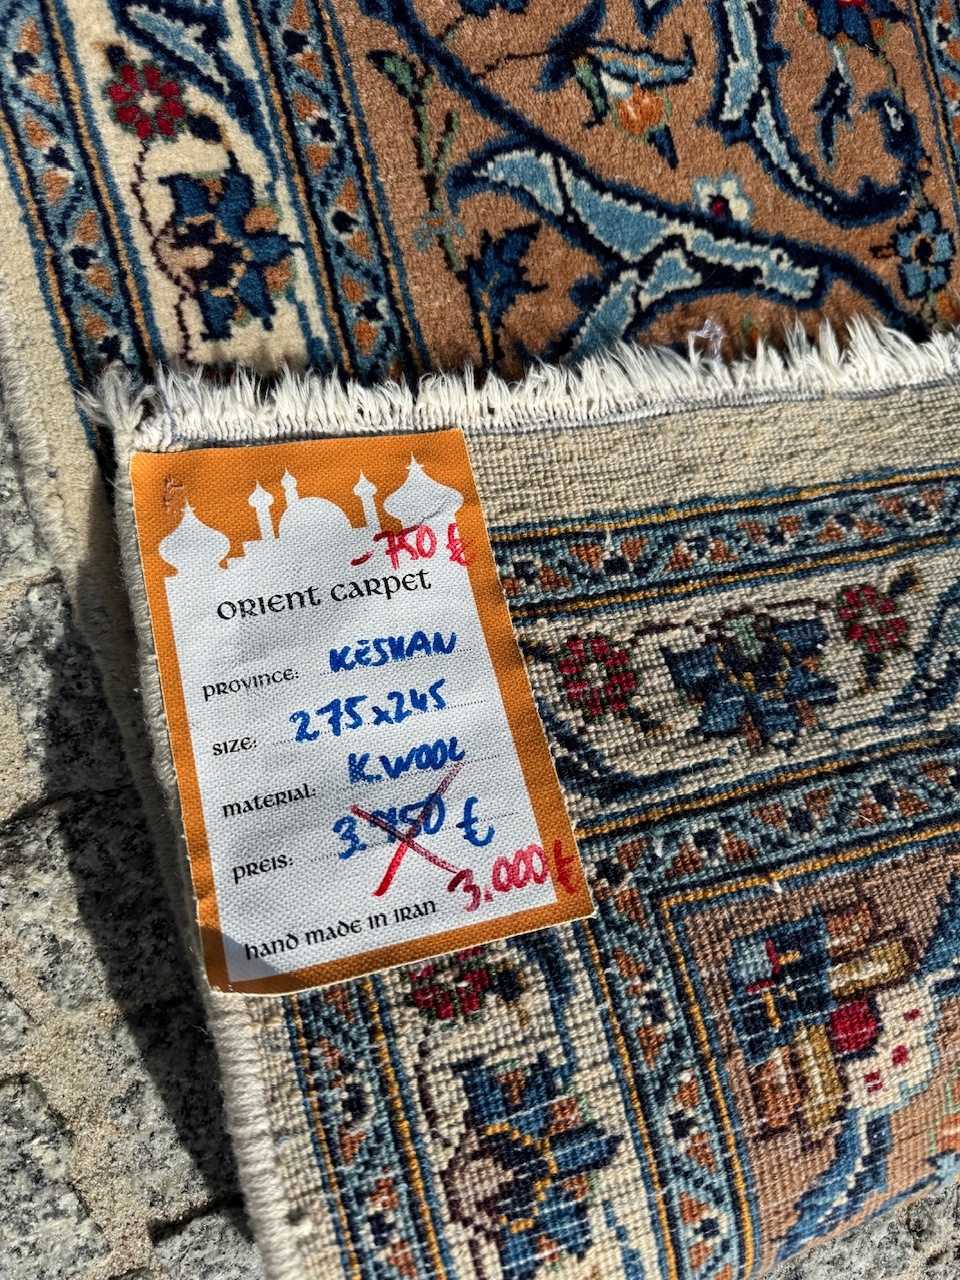 - 750 €
ORIENT CARPET
PROVINCE: KESHAN
SIZE: 275x245
MATERIAL: K.WOOL
PREIS: 3.750 €
3.000 €
HAND MADE IN IRAN